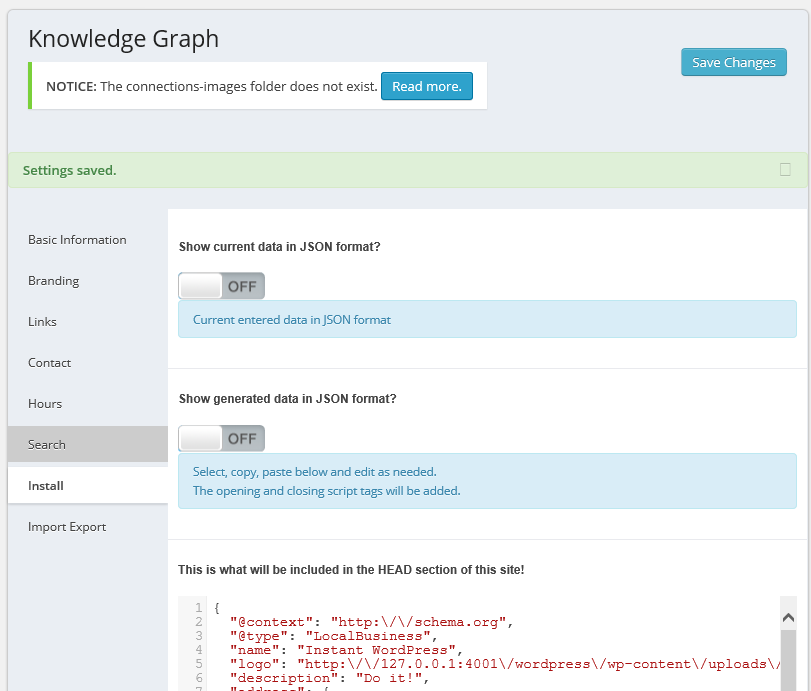 Knowledge Graph
NOTICE: The connections-images folder does not exist. Read more.
Save Changes
Settings saved.
Basic Information
Branding
Links
Contact
Hours
Search
Install
Import Export
Show current data in JSON format?
OFF
Current entered data in JSON format
Show generated data in JSON format?
OFF
Select, copy, paste below and edit as needed.
The opening and closing script tags will be added.
This is what will be included in the HEAD section of this site!
1 {
2 "@context": "http:\/\/schema.org",
3 "@type": "LocalBusiness",
4 "name": "Instant WordPress",
5 "logo": "http:\/\/127.0.0.1:4001\/wordpress\/wp-content\/uploads\/
6 "description": "Do it!",
7 "address": {